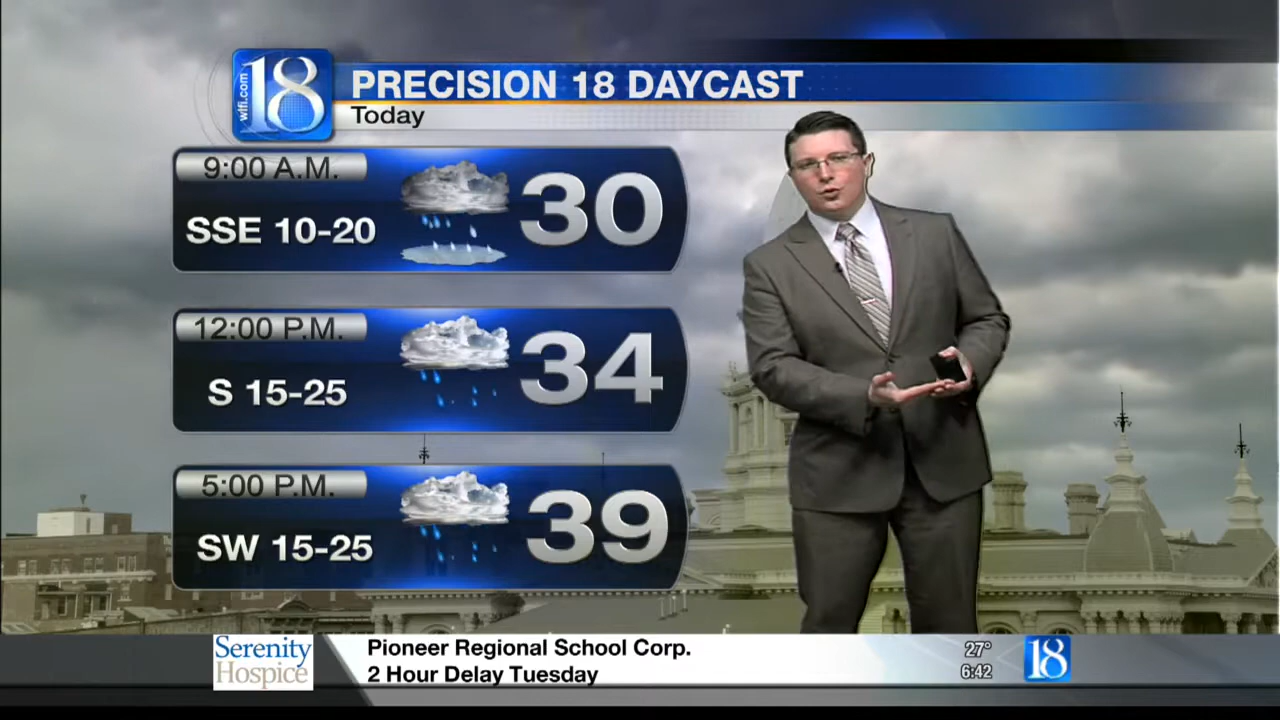 wlfi.com
18
PRECISION 18 DAYCAST
Today
9:00 A.M.
SSE 10-20
30
12:00 P.M.
S 15-25
34
5:00 P.M.
SW 15-25
39
Serenity
Hospice
Pioneer Regional School Corp.
2 Hour Delay Tuesday
27°
6:42
18